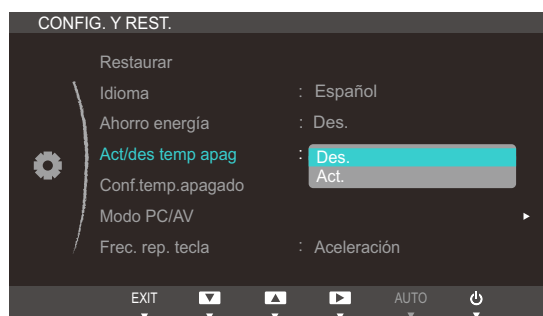 CONFIG. Y REST.
Restaurar
Idioma : Español
Ahorro energía : Des.
Act/des temp apag : Des.
Act.
Conf.temp.apagado
Modo PC/AV
Frec. rep. tecla : Aceleración
EXIT AUTO